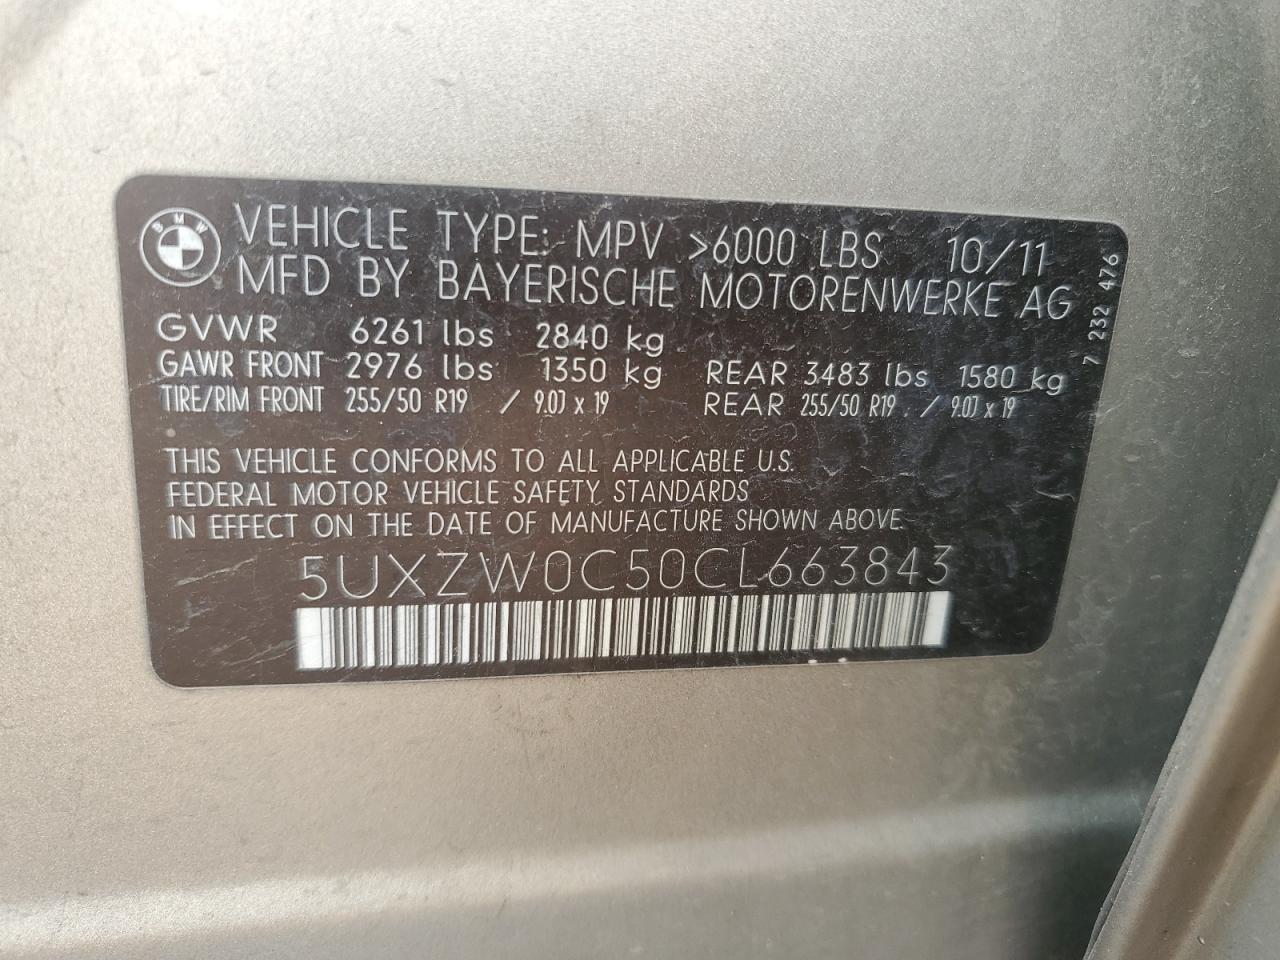 BMW
VEHICLE TYPE: MPV >6000 LBS 10/11
MFD BY BAYERISCHE MOTORENWERKE AG
7 232 476
GVWR 6261 lbs 2840 kg
GAWR FRONT 2976 lbs 1350 kg REAR 3483 lbs 1580 kg
TIRE/RIM FRONT 255/50 R19 / 9.0J x 19 REAR 255/50 R19 / 9.0J x 19
THIS VEHICLE CONFORMS TO ALL APPLICABLE U.S.
FEDERAL MOTOR VEHICLE SAFETY STANDARDS
IN EFFECT ON THE DATE OF MANUFACTURE SHOWN ABOVE.
5UXZW0C50CL663843